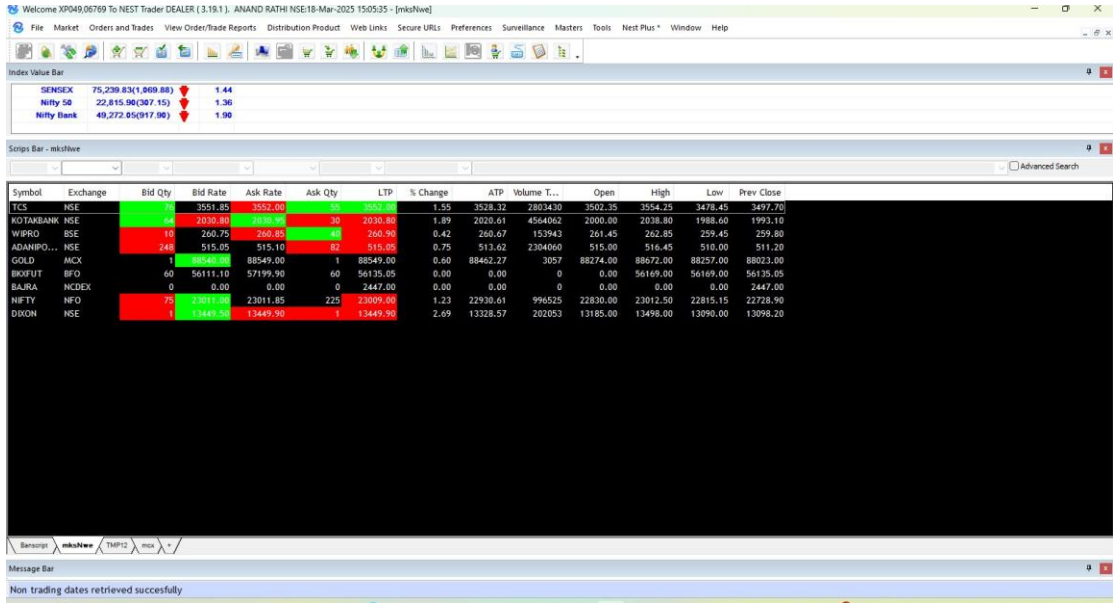 Welcome XP049,06769 To NEST Trader DEALER ( 3.19.1 ). ANAND RATHI NSE:18-Mar-2025 15:05:35 - [mksNwe]
File Market Orders and Trades View Order/Trade Reports Distribution Product Web Links Secure URLs Preferences Surveillance Masters Tools Nest Plus * Window Help
Index Value Bar
SENSEX 75,239.83(1,069.88) 1.44
Nifty 50 22,815.90(307.15) 1.36
Nifty Bank 49,272.05(917.90) 1.90
Scrips Bar - mksNwe
Advanced Search
Symbol Exchange Bid Qty Bid Rate Ask Rate Ask Qty LTP % Change ATP Volume T... Open High Low Prev Close
TCS NSE 76 3551.85 3552.00 55 3552.00 1.55 3528.32 2803430 3502.35 3554.25 3478.45 3497.70
KOTAKBANK NSE 64 2030.80 2030.95 30 2030.80 1.89 2020.61 4564062 2000.00 2038.80 1988.60 1993.10
WIPRO BSE 10 260.75 260.85 260.90 0.42 260.67 153943 261.45 262.85 259.45 259.80
ADANIPO... NSE 248 515.05 515.10 82 515.05 0.75 513.62 2304060 515.00 516.45 510.00 511.20
GOLD MCX 1 88540.00 88549.00 1 88549.00 0.60 88462.27 3057 88274.00 88672.00 88257.00 88023.00
BKXFUT BFO 60 56111.10 57199.90 60 56135.05 0.00 0.00 0 0.00 56169.00 56169.00 56135.05
BAJRA NCDEX 0 0.00 0.00 0 2447.00 0.00 0.00 0 0.00 0.00 0.00 2447.00
NIFTY NFO 75 23011.00 23011.85 225 23009.00 1.23 22930.61 996525 22830.00 23012.50 22815.15 22728.90
DIXON NSE 1 13449.50 13449.90 1 13449.90 2.69 13328.57 202053 13185.00 13498.00 13090.00 13098.20
Banscript mksNwe TMP12 mcx +
Message Bar
Non trading dates retrieved succesfully